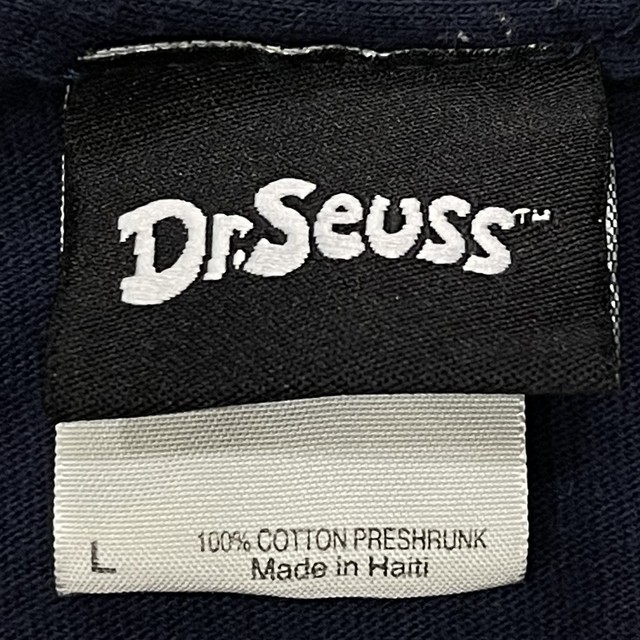 Dr. Seuss™
100% COTTON PRESHRUNK
L Made in Haiti